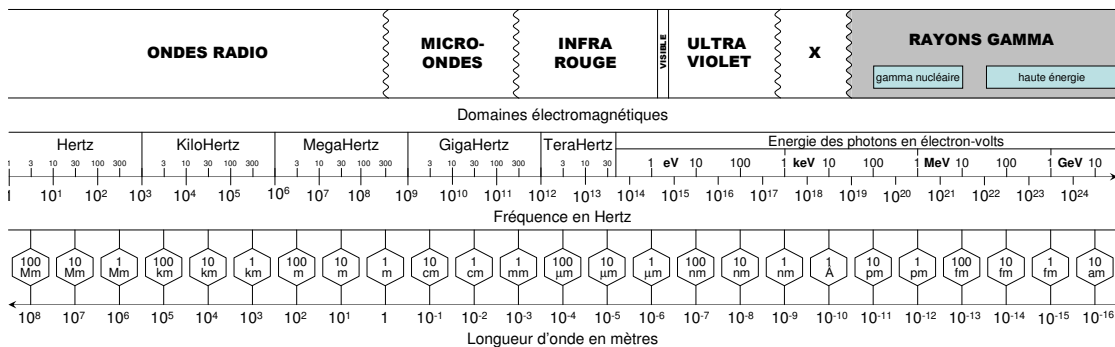 ONDES RADIO MICRO-ONDES INFRA ROUGE VISIBLE ULTRA VIOLET X RAYONS GAMMA
gamma nucléaire haute énergie
Domaines électromagnétiques
Hertz KiloHertz MegaHertz GigaHertz TeraHertz Energie des photons en électron-volts
1 3 10 30 100 300 3 10 30 100 300 3 10 30 100 300 3 10 30 100 300 3 10 30 1 eV 10 100 1 keV 10 100 1 MeV 10 100 1 GeV 10
1 10¹ 10² 10³ 10⁴ 10⁵ 10⁶ 10⁷ 10⁸ 10⁹ 10¹⁰ 10¹¹ 10¹² 10¹³ 10¹⁴ 10¹⁵ 10¹⁶ 10¹⁷ 10¹⁸ 10¹⁹ 10²⁰ 10²¹ 10²² 10²³ 10²⁴
Fréquence en Hertz
100 Mm 10 Mm 1 Mm 100 km 10 km 1 km 100 m 10 m 1 m 10 cm 1 cm 1 mm 100 µm 10 µm 1 µm 100 nm 10 nm 1 nm 1 Å 10 pm 1 pm 100 fm 10 fm 1 fm 10 am
10⁸ 10⁷ 10⁶ 10⁵ 10⁴ 10³ 10² 10¹ 1 10⁻¹ 10⁻² 10⁻³ 10⁻⁴ 10⁻⁵ 10⁻⁶ 10⁻⁷ 10⁻⁸ 10⁻⁹ 10⁻¹⁰ 10⁻¹¹ 10⁻¹² 10⁻¹³ 10⁻¹⁴ 10⁻¹⁵ 10⁻¹⁶
Longueur d'onde en mètres